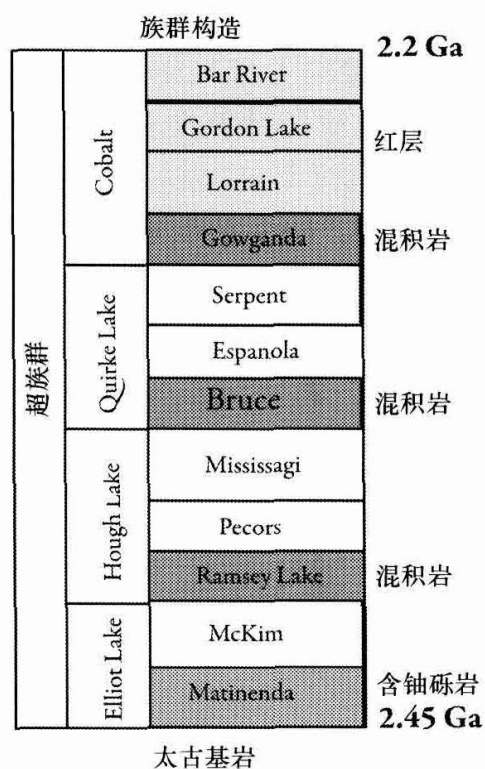 族群构造
2.2 Ga
超族群
Cobalt
Bar River
Gordon Lake
红层
Lorrain
Gowganda
混积岩
Quirke Lake
Serpent
Espanola
Bruce
混积岩
Hough Lake
Mississagi
Pecors
Ramsey Lake
混积岩
Elliot Lake
McKim
Matinenda
含铀砾岩
2.45 Ga
太古基岩